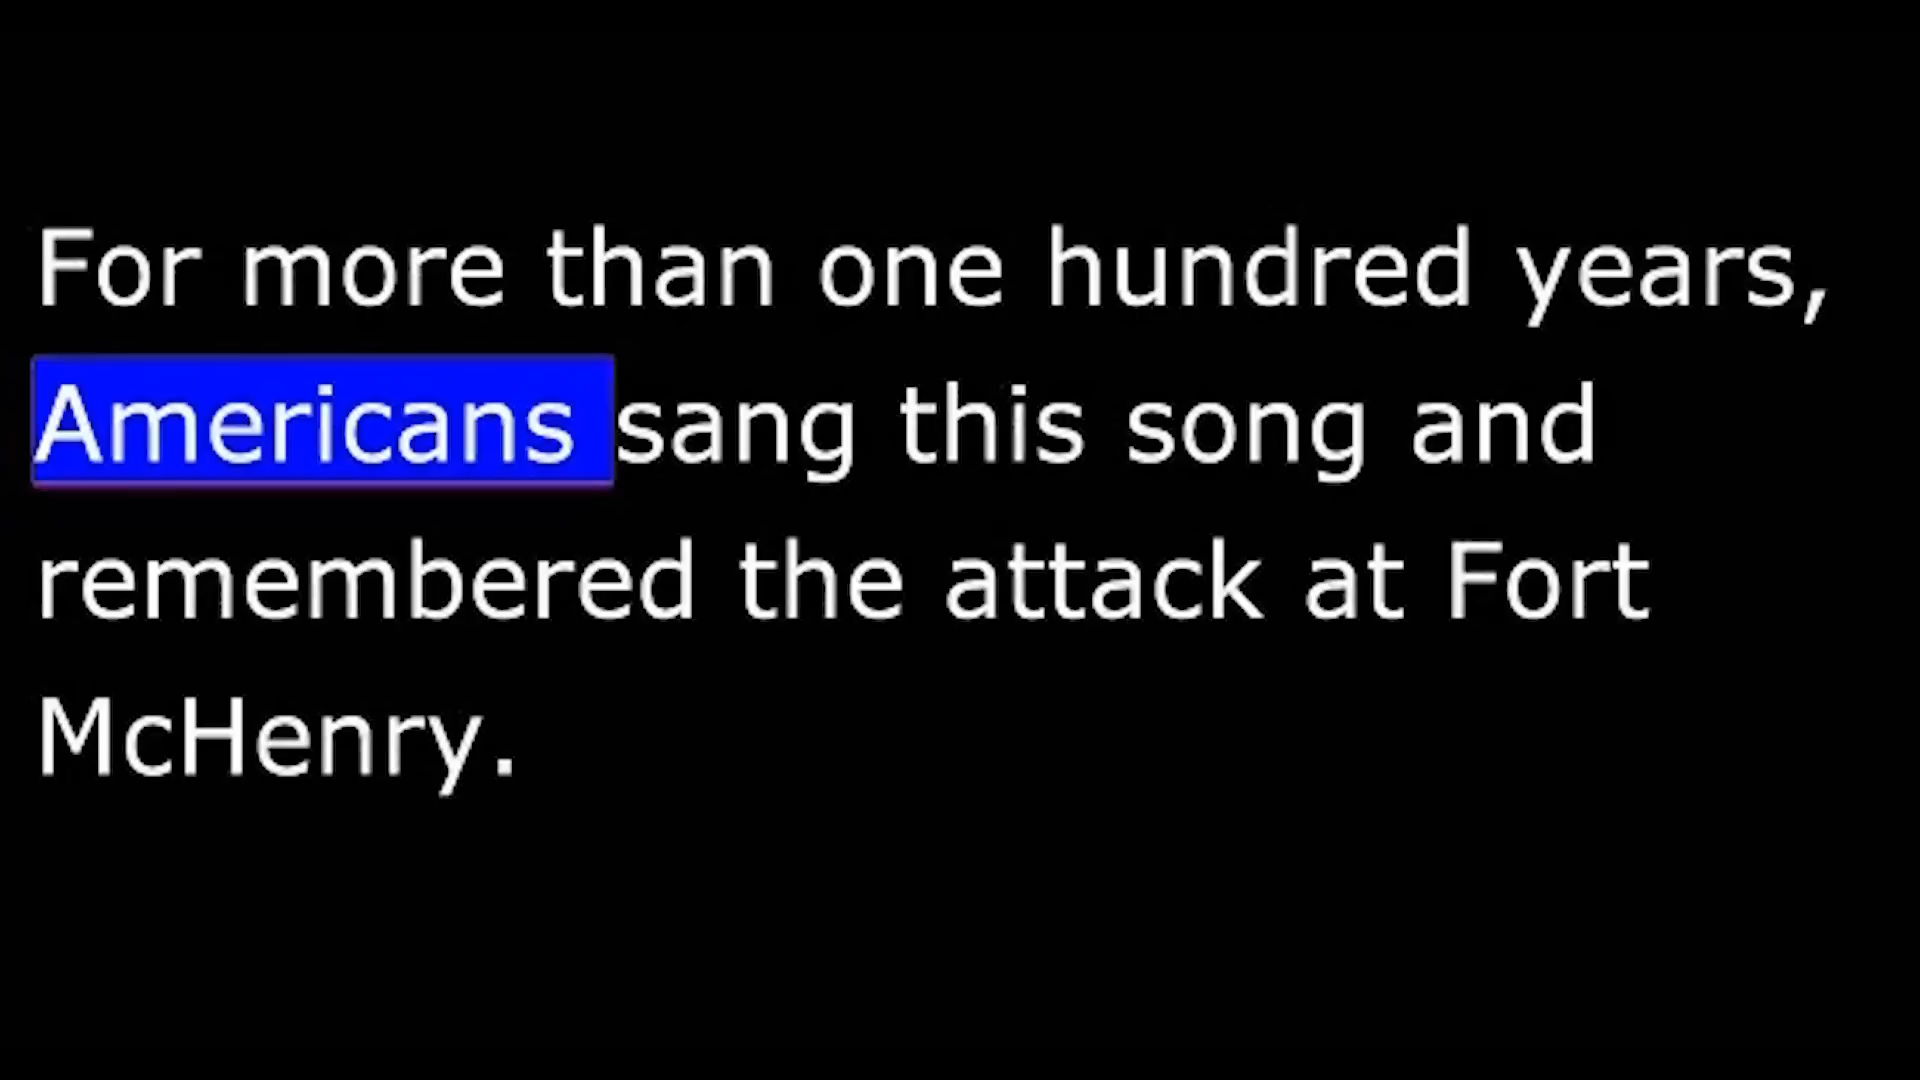 For more than one hundred years,
Americans sang this song and
remembered the attack at Fort
McHenry.